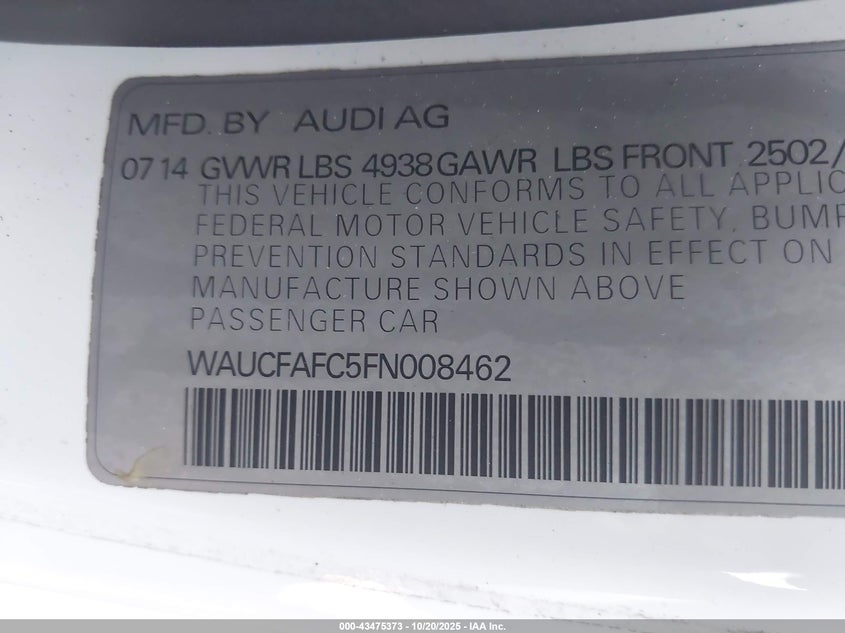 MFD. BY AUDI AG
07 14 GVWR LBS 4938 GAWR LBS FRONT 2502/
THIS VEHICLE CONFORMS TO ALL APPLIC
FEDERAL MOTOR VEHICLE SAFETY, BUMP
PREVENTION STANDARDS IN EFFECT ON
MANUFACTURE SHOWN ABOVE
PASSENGER CAR
WAUCFAFC5FN008462
000-43475373 - 10/20/2025 - IAA Inc.